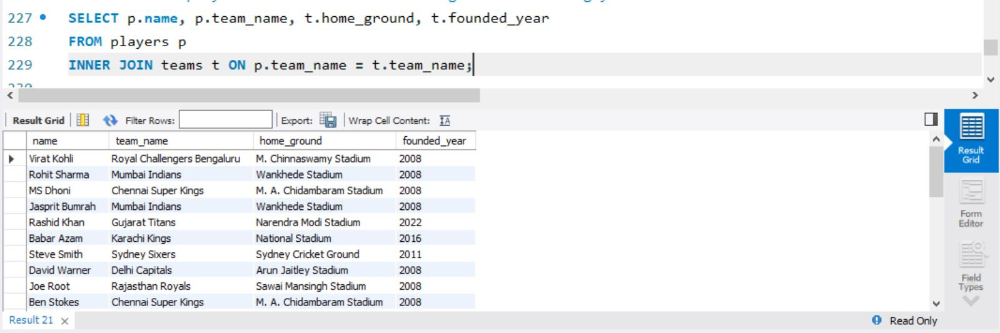 227 SELECT p.name, p.team_name, t.home_ground, t.founded_year
228 FROM players p
229 INNER JOIN teams t ON p.team_name = t.team_name;
Result Grid Filter Rows: Export: Wrap Cell Content: IA
name team_name home_ground founded_year
Virat Kohli Royal Challengers Bengaluru M. Chinnaswamy Stadium 2008
Rohit Sharma Mumbai Indians Wankhede Stadium 2008
MS Dhoni Chennai Super Kings M. A. Chidambaram Stadium 2008
Jasprit Bumrah Mumbai Indians Wankhede Stadium 2008
Rashid Khan Gujarat Titans Narendra Modi Stadium 2022
Babar Azam Karachi Kings National Stadium 2016
Steve Smith Sydney Sixers Sydney Cricket Ground 2011
David Warner Delhi Capitals Arun Jaitley Stadium 2008
Joe Root Rajasthan Royals Sawai Mansingh Stadium 2008
Ben Stokes Chennai Super Kings M. A. Chidambaram Stadium 2008
Result
Grid
Form
Editor
Field
Types
Result 21
Read Only